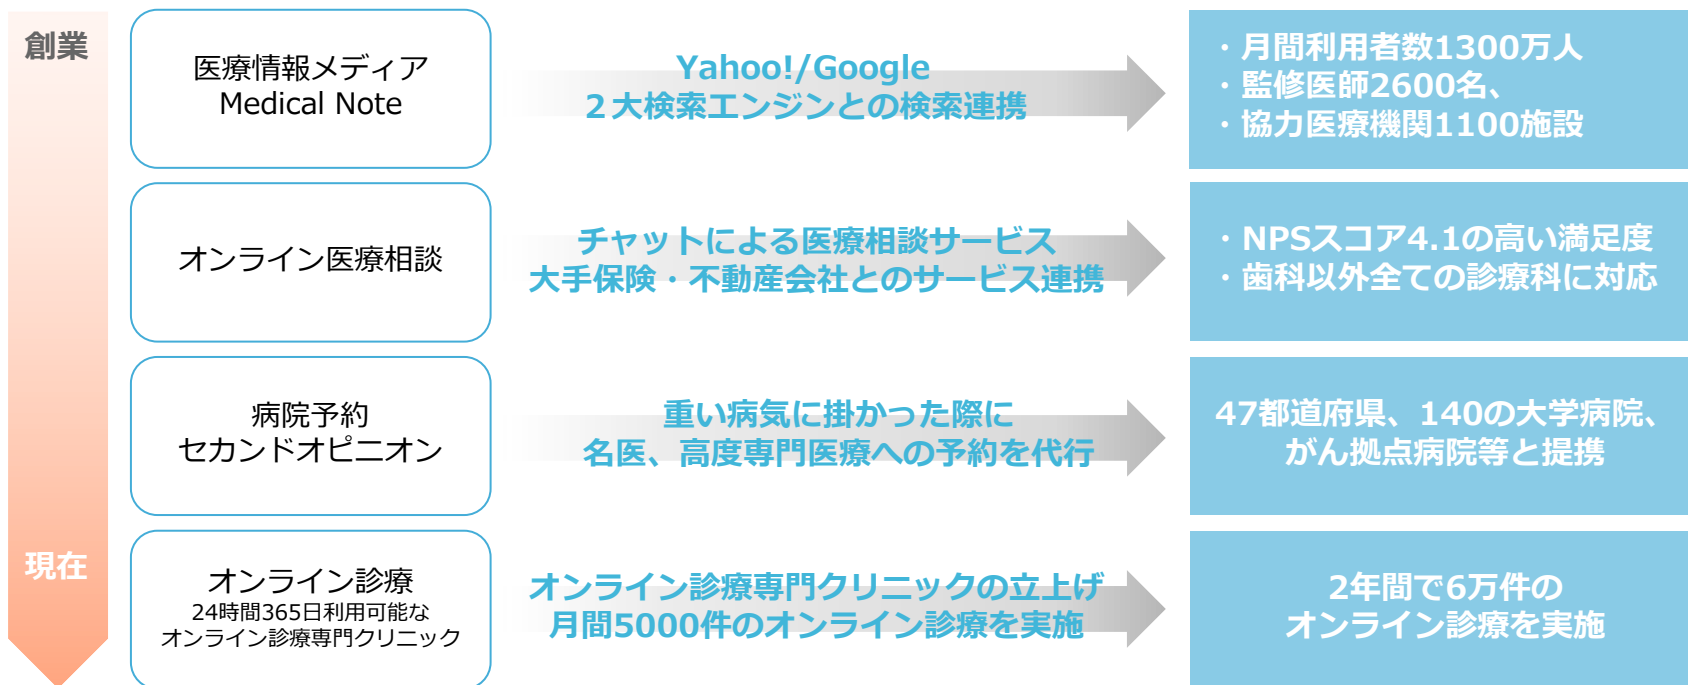 創業
医療情報メディア
Medical Note
Yahoo!/Google
２大検索エンジンとの検索連携
・月間利用者数1300万人
・監修医師2600名、
・協力医療機関1100施設
オンライン医療相談
チャットによる医療相談サービス
大手保険・不動産会社とのサービス連携
・NPSスコア4.1の高い満足度
・歯科以外全ての診療科に対応
病院予約
セカンドオピニオン
重い病気に掛かった際に
名医、高度専門医療への予約を代行
47都道府県、140の大学病院、
がん拠点病院等と提携
現在
オンライン診療
24時間365日利用可能な
オンライン診療専門クリニック
オンライン診療専門クリニックの立上げ
月間5000件のオンライン診療を実施
2年間で6万件の
オンライン診療を実施